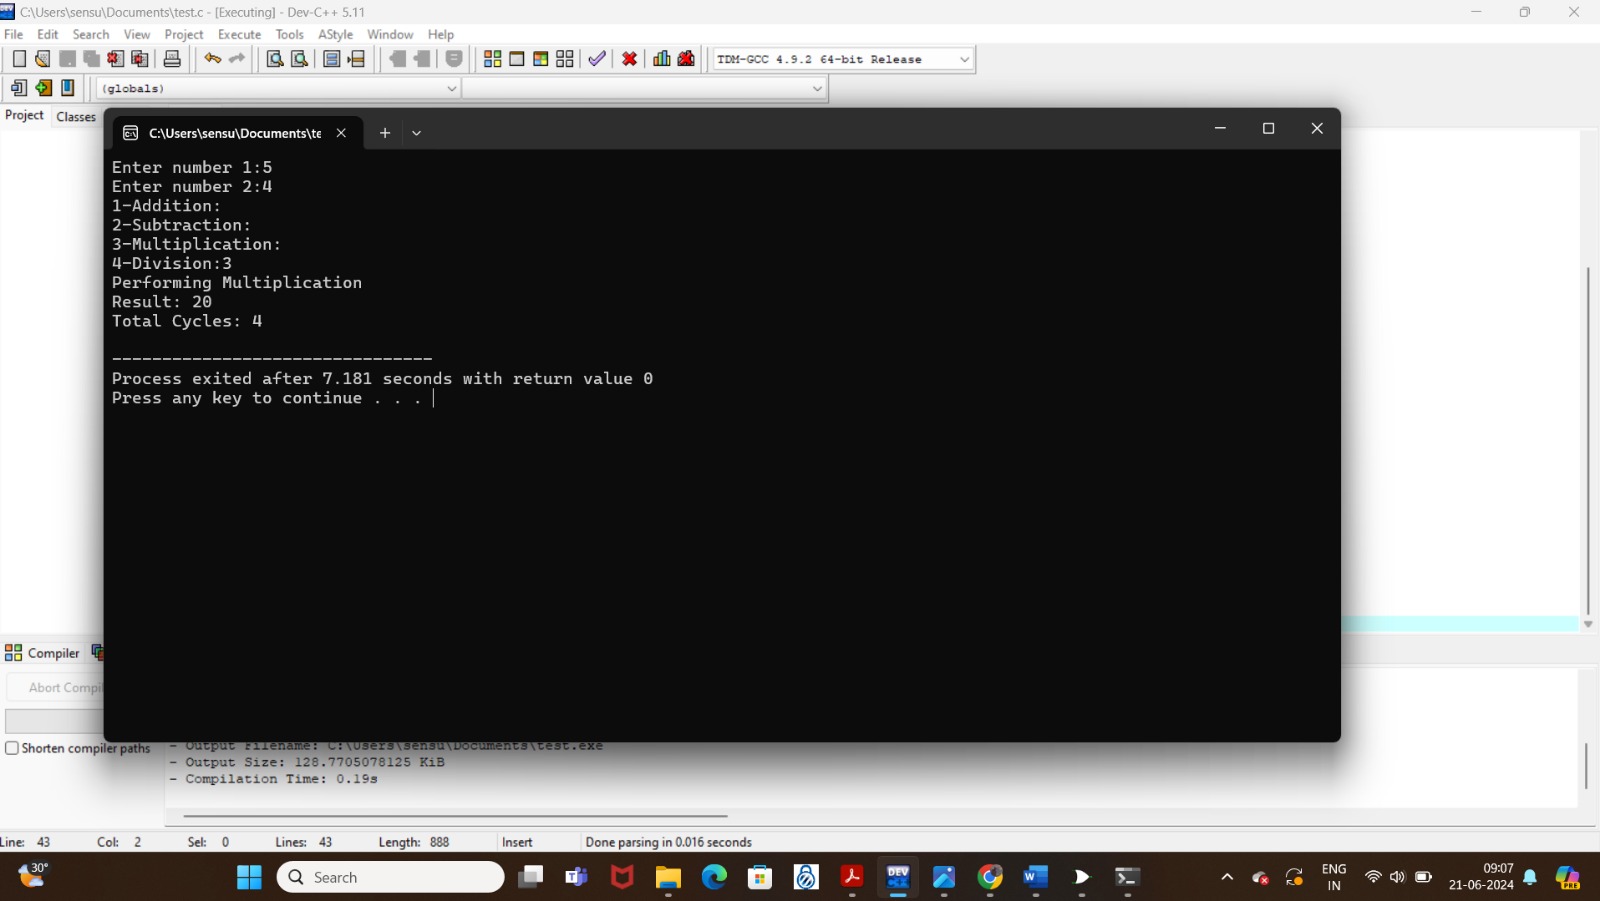 C:\Users\sensu\Documents\test.c - [Executing] - Dev-C++ 5.11
File Edit Search View Project Execute Tools AStyle Window Help
TDM-GCC 4.9.2 64-bit Release
(globals)
Project Classes
C:\Users\sensu\Documents\te
Enter number 1:5
Enter number 2:4
1-Addition:
2-Subtraction:
3-Multiplication:
4-Division:3
Performing Multiplication
Result: 20
Total Cycles: 4
--------------------------------
Process exited after 7.181 seconds with return value 0
Press any key to continue . . .
Compiler
Abort Compil
Shorten compiler paths
- Output Filename: C:\Users\sensu\Documents\test.exe
- Output Size: 128.7705078125 KiB
- Compilation Time: 0.19s
Line: 43 Col: 2 Sel: 0 Lines: 43 Length: 888 Insert Done parsing in 0.016 seconds
30°
Search
DEV
C++
PRE
ENG
IN
09:07
21-06-2024